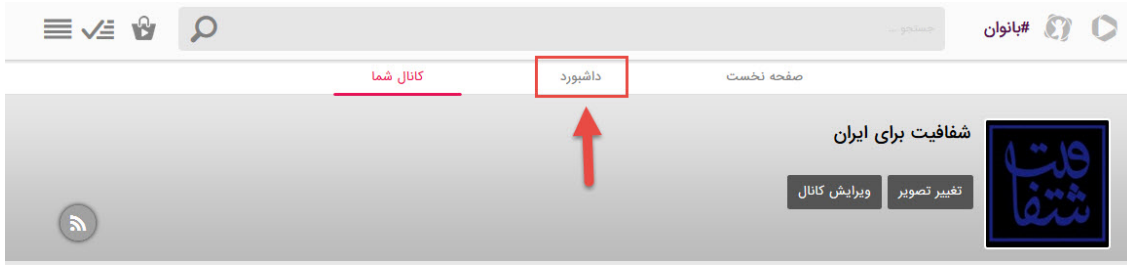 #بانوان
جستجو ...
صفحه نخست
داشبورد
کانال شما
شفافیت
شفافیت برای ایران
تغییر تصویر
ویرایش کانال